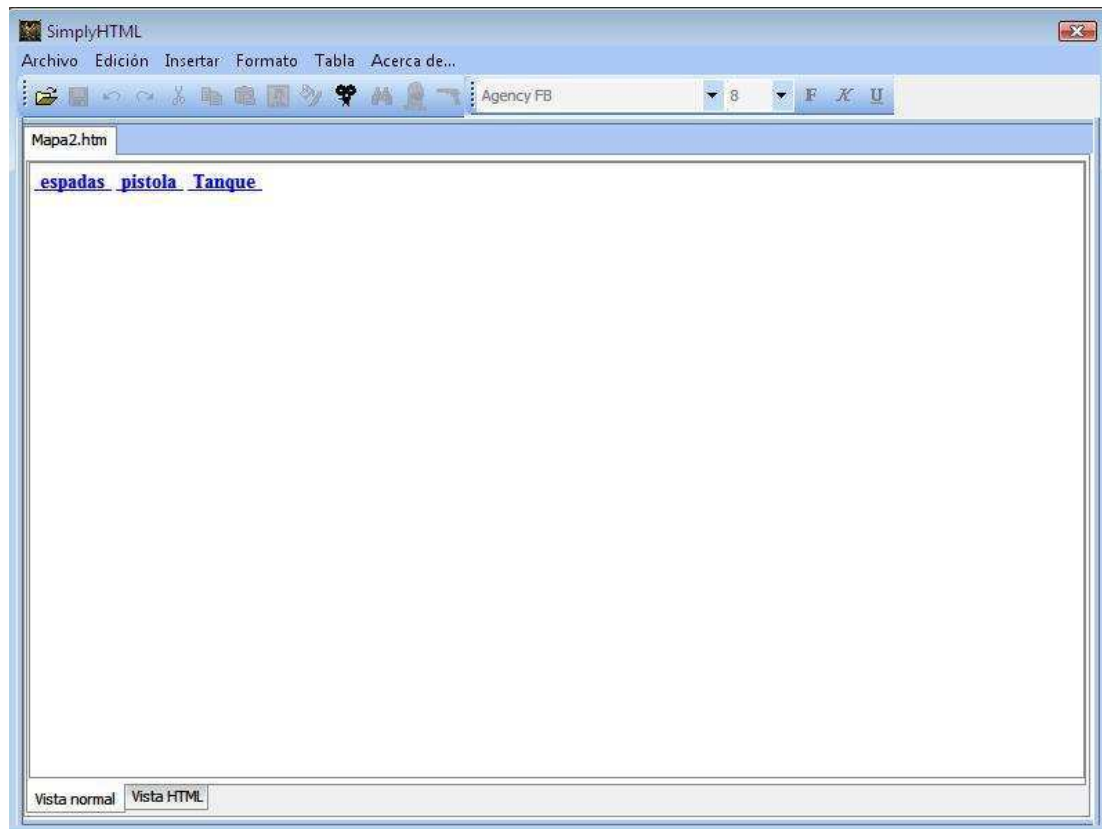 SimplyHTML
Archivo Edición Insertar Formato Tabla Acerca de...
Agency FB 8 F K U
Mapa2.htm
espadas pistola Tanque
Vista normal Vista HTML